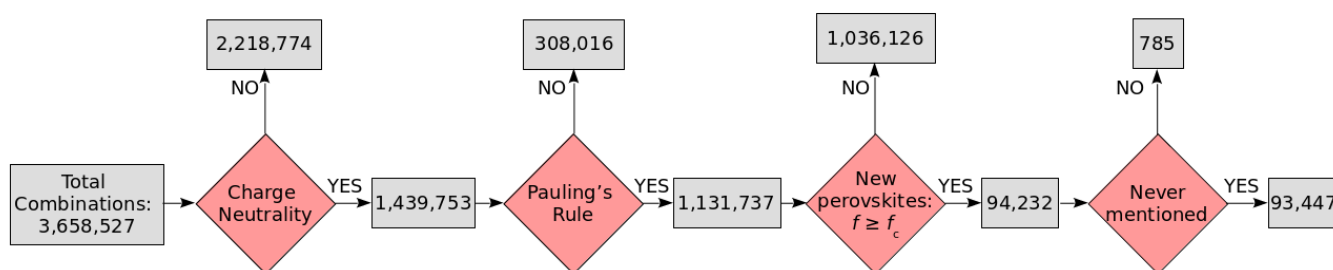 2,218,774
308,016
1,036,126
785
NO
NO
NO
NO
Total
Combinations:
3,658,527
Charge
Neutrality
YES
1,439,753
Pauling's
Rule
YES
1,131,737
New
perovskites:
f ≥ fc
YES
94,232
Never
mentioned
YES
93,447